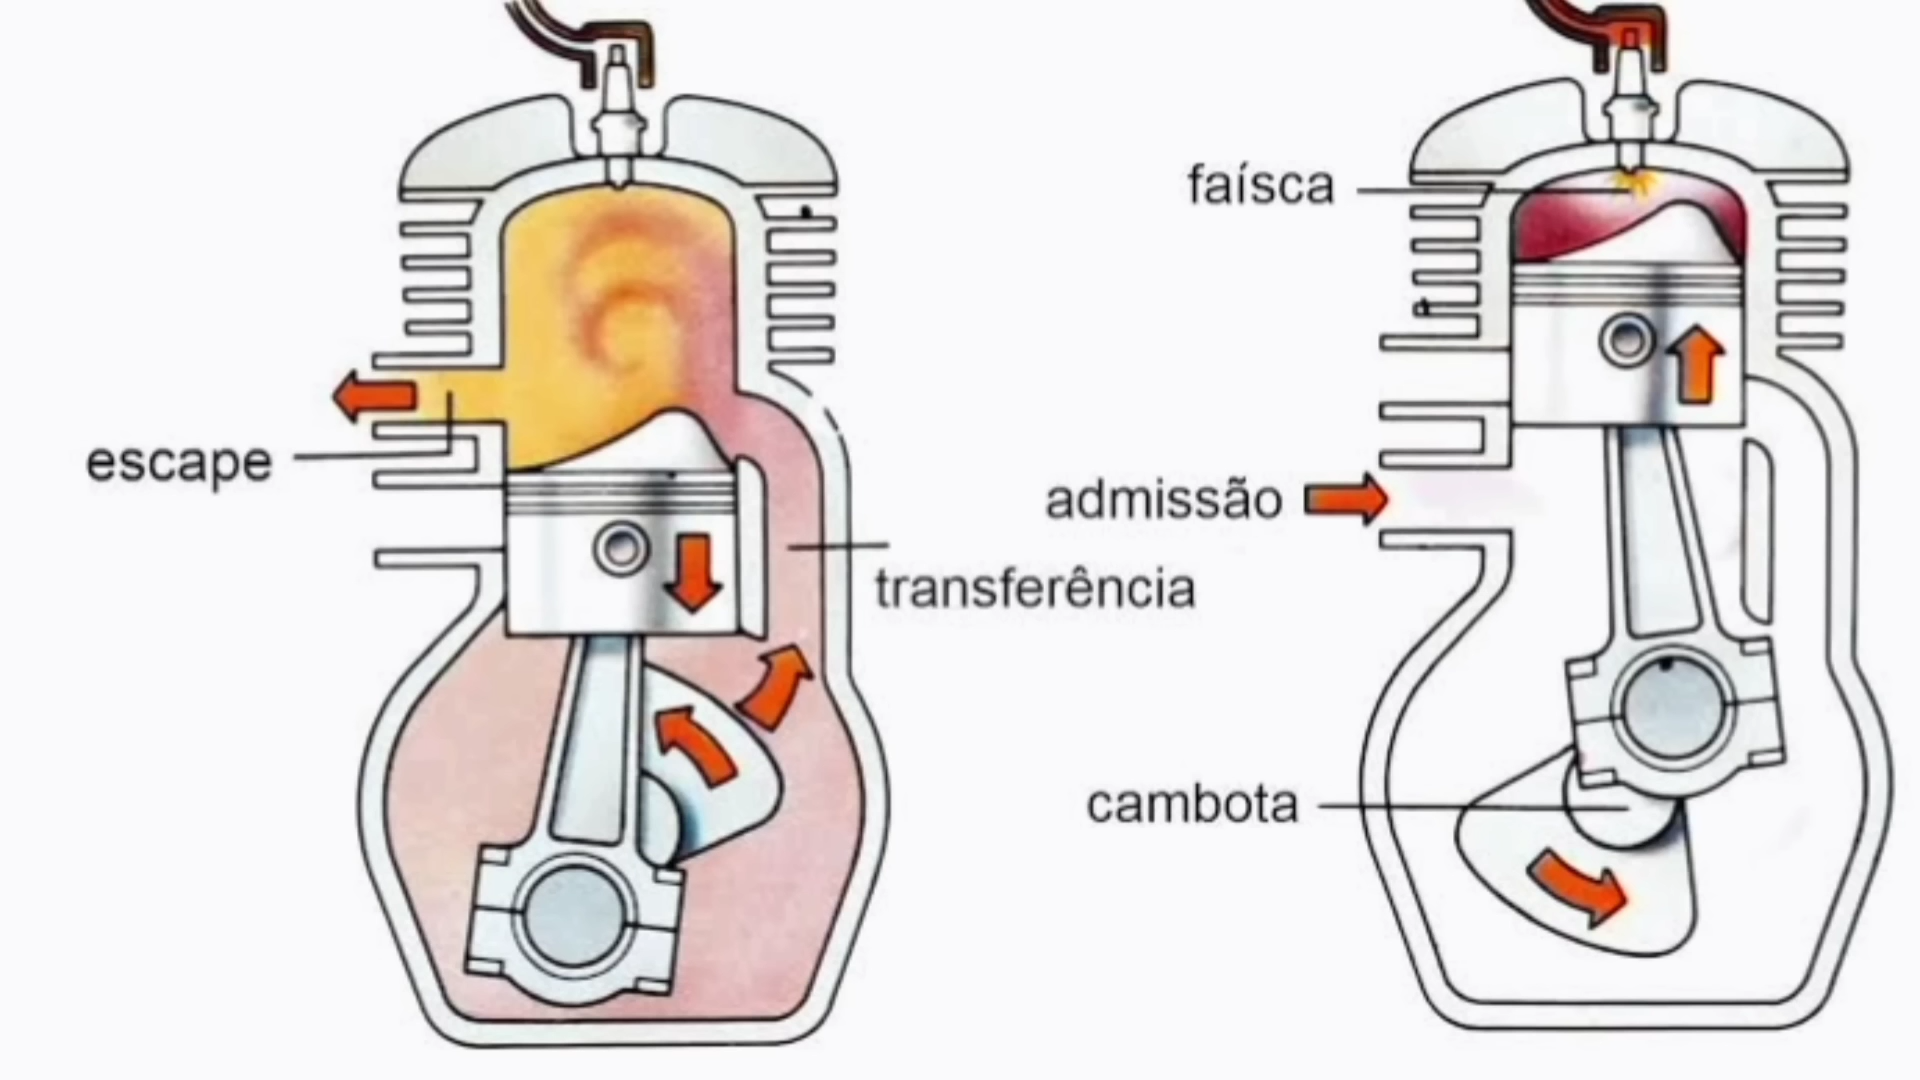 faísca
escape
admissão
transferência
cambota